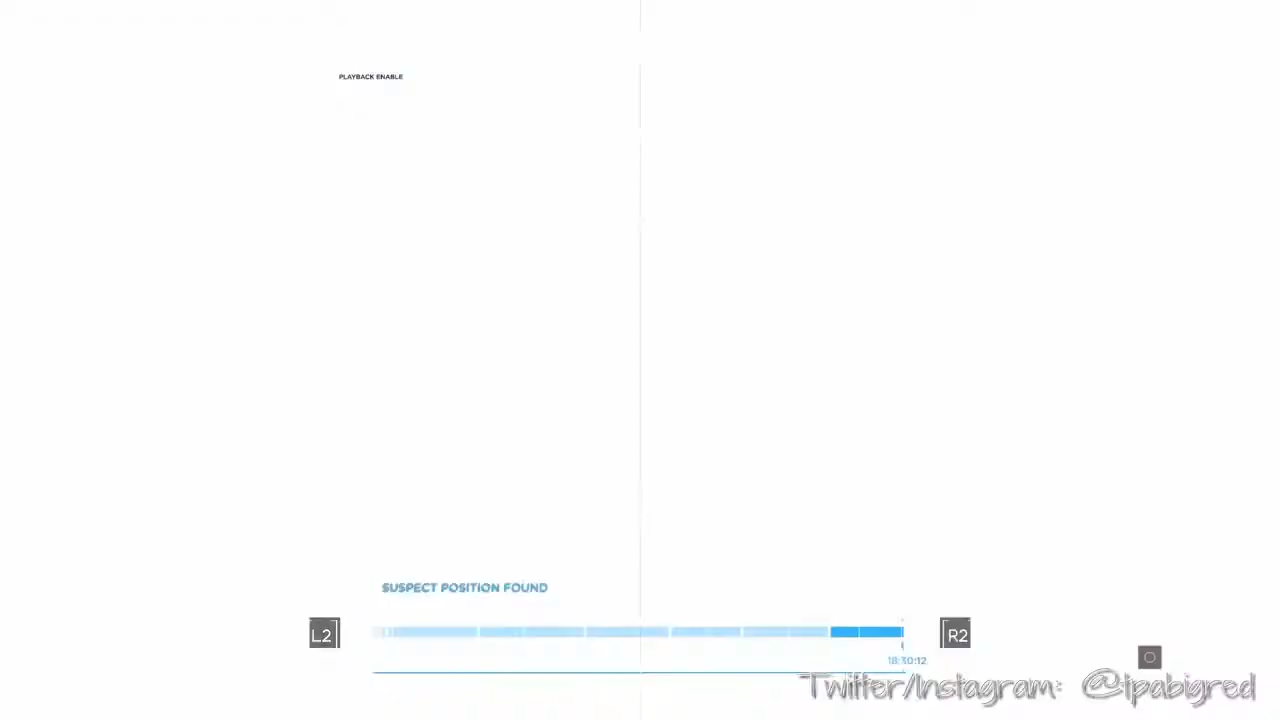 PLAYBACK ENABLE
SUSPECT POSITION FOUND
L2
R2
18:30:12
Twitter/Instagram: @ipabigred